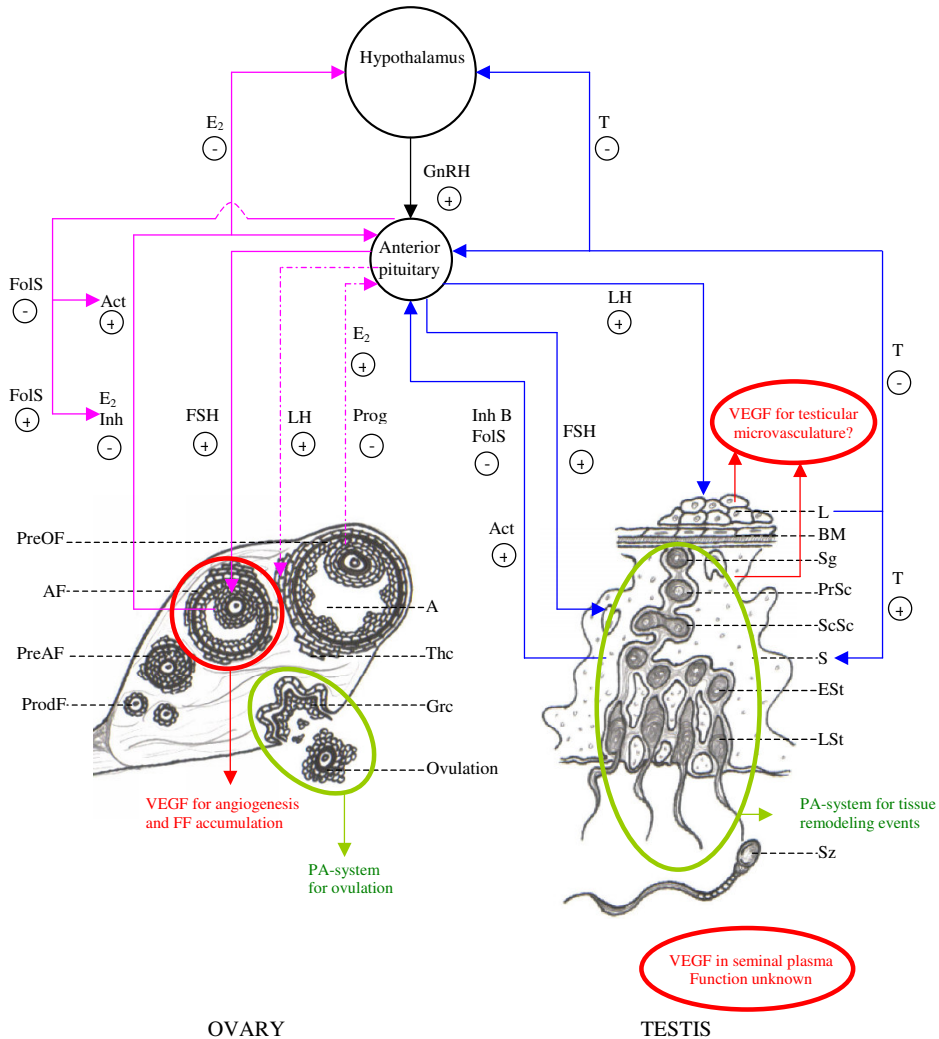 Hypothalamus
E₂
-
T
-
GnRH
+
Anterior
pituitary
FolS
-
Act
+
LH
+
E₂
+
T
-
FolS
+
E₂
Inh
-
FSH
+
LH
+
Prog
-
Inh B
FolS
-
FSH
+
VEGF for testicular
microvasculature?
Act
+
L
BM
Sg
PrSc
ScSc
S
ESt
LSt
T
+
PreOF
AF
A
PreAF
Thc
ProdF
Grc
Ovulation
VEGF for angiogenesis
and FF accumulation
PA-system
for ovulation
PA-system for tissue
remodeling events
Sz
VEGF in seminal plasma
Function unknown
OVARY
TESTIS